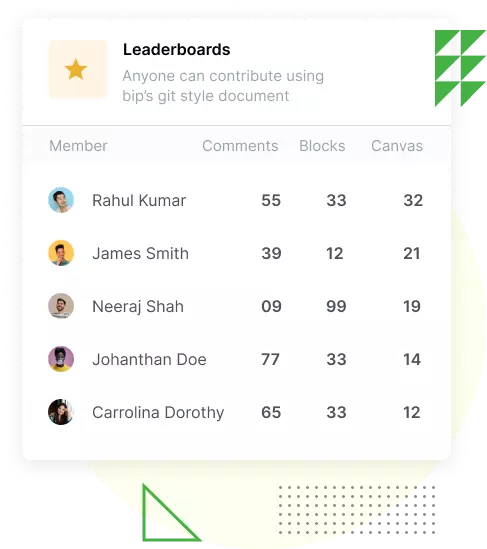 Leaderboards
Anyone can contribute using
bip's git style document
Member Comments Blocks Canvas
Rahul Kumar 55 33 32
James Smith 39 12 21
Neeraj Shah 09 99 19
Johanthan Doe 77 33 14
Carrolina Dorothy 65 33 12